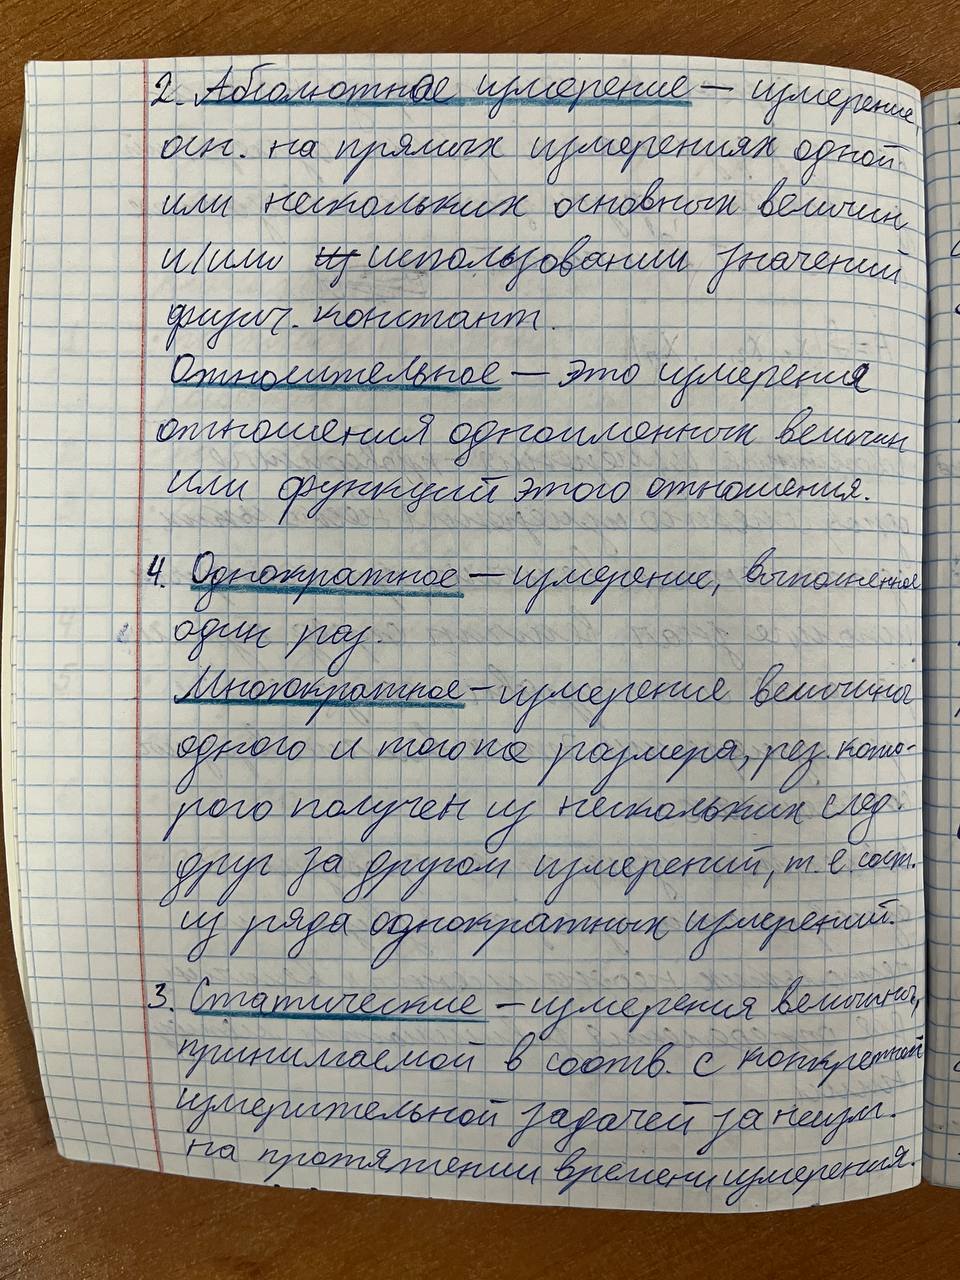 2. Абсолютное измерение – измерение,
осн. на прямых измерениях одной
или нескольких основных величин
и/или использовании значений
физич. констант.
Относительное – это измерения
отношения одноименных величин
или функций этого отношения.
4. Однократное – измерение, выполненное
один раз.
Многократное – измерения величины
одного и того же размера, рез. кото-
рого получен из нескольких след.
друг за другом измерений, т.е. сост.
из ряда однократных измерений.
3. Статические – измерения величины,
принимаемой в соотв. с конкретной
измерительной задачей за неизм.
на протяжении времени измерения.